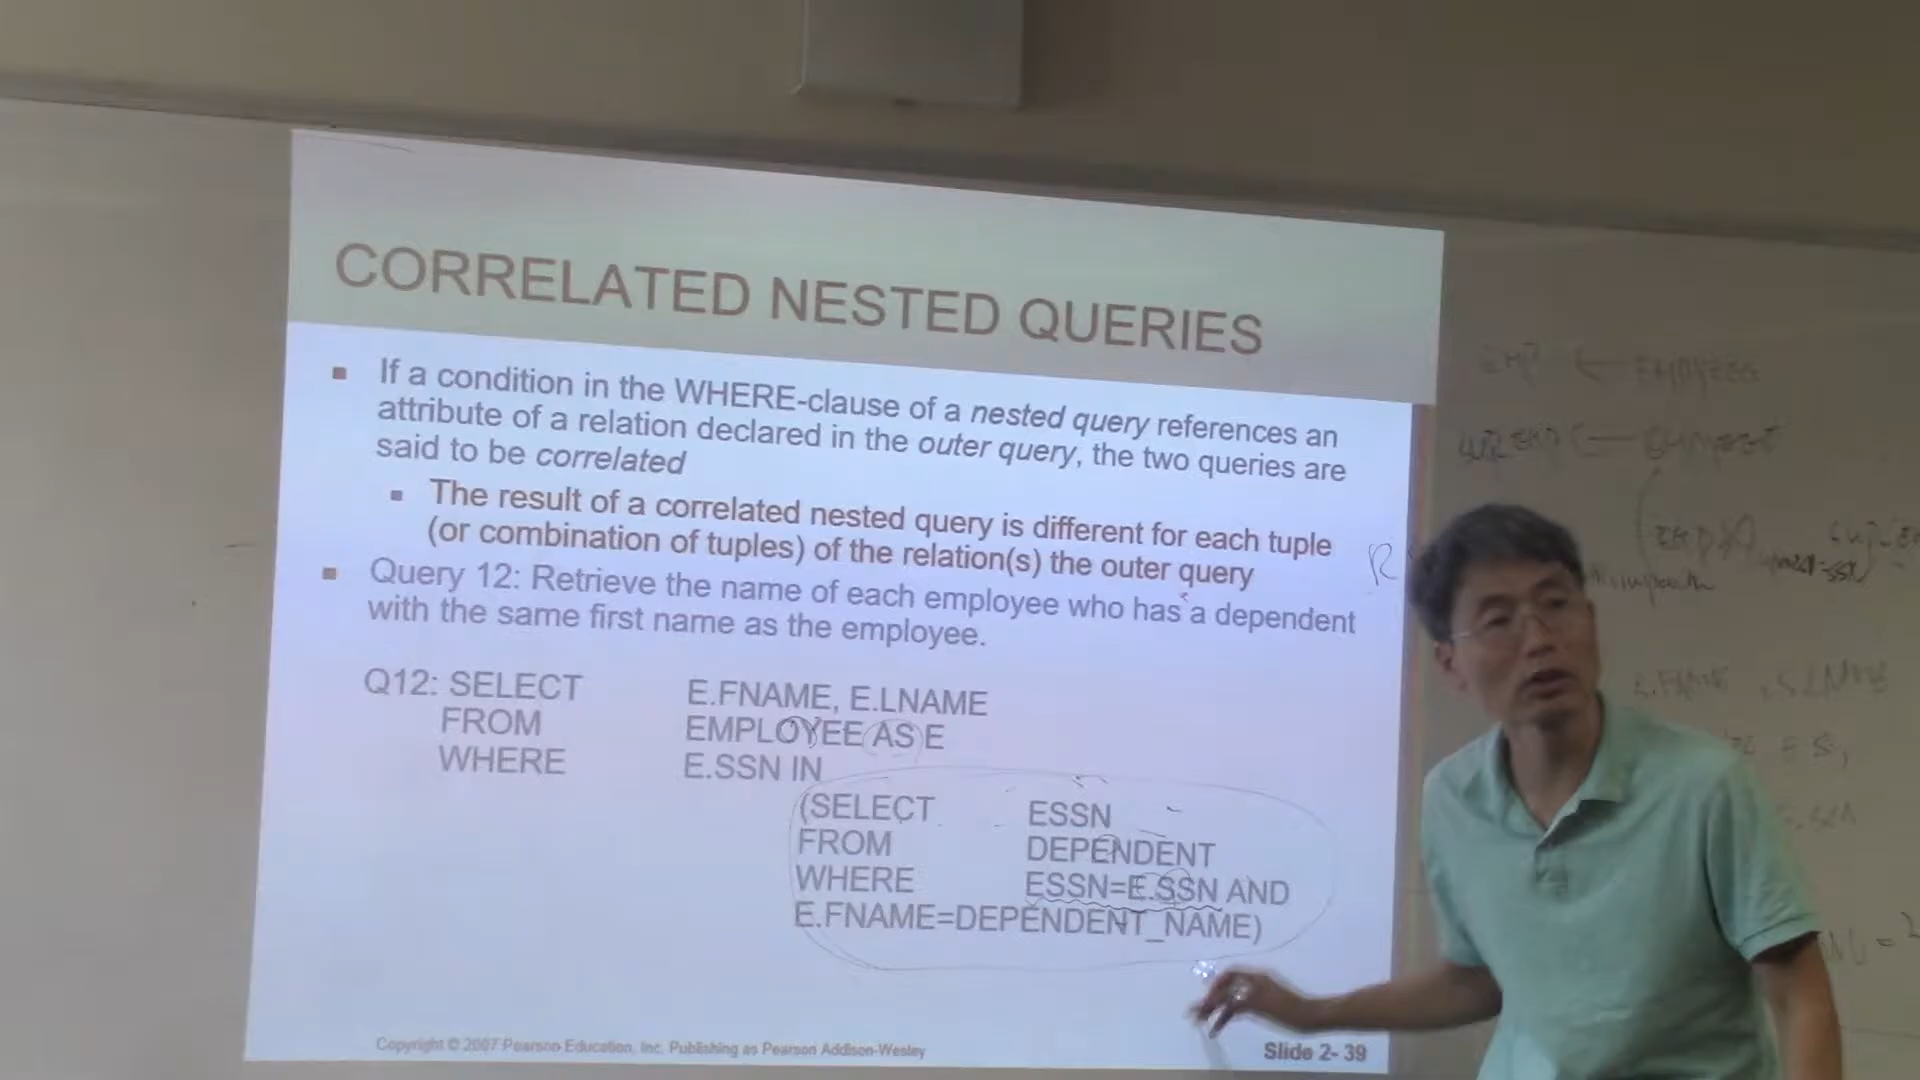 CORRELATED NESTED QUERIES
If a condition in the WHERE-clause of a nested query references an
attribute of a relation declared in the outer query, the two queries are
said to be correlated
The result of a correlated nested query is different for each tuple
(or combination of tuples) of the relation(s) the outer query
Query 12: Retrieve the name of each employee who has a dependent
with the same first name as the employee.
Q12: SELECT E.FNAME, E.LNAME
FROM EMPLOYEE AS E
WHERE E.SSN IN
(SELECT ESSN
FROM DEPENDENT
WHERE ESSN=E.SSN AND
E.FNAME=DEPENDENT_NAME)
Copyright © 2007 Pearson Education, Inc. Publishing as Pearson Addison-Wesley
Slide 2- 39
R